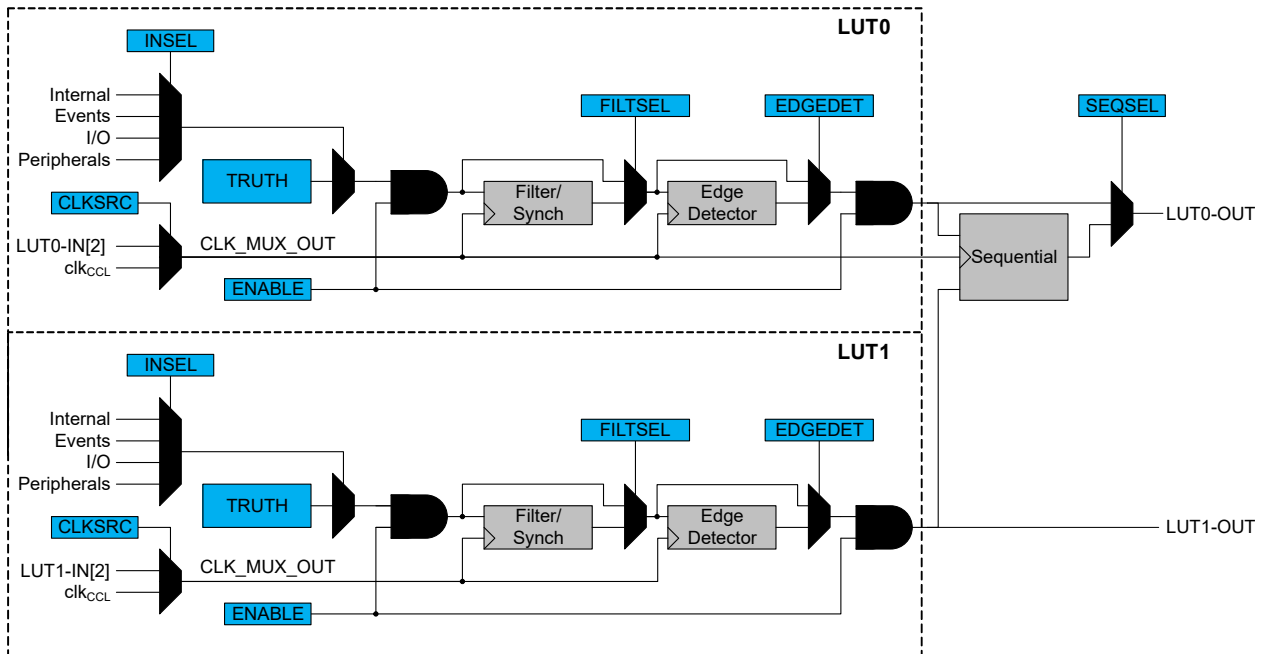 LUT0
INSEL
Internal
Events
I/O
Peripherals
FILTSEL
EDGEDET
SEQSEL
TRUTH
Filter/
Synch
Edge
Detector
CLKSRC
LUT0-IN[2]
clkCCL
CLK_MUX_OUT
ENABLE
Sequential
LUT0-OUT
LUT1
INSEL
Internal
Events
I/O
Peripherals
FILTSEL
EDGEDET
TRUTH
Filter/
Synch
Edge
Detector
CLKSRC
LUT1-IN[2]
clkCCL
CLK_MUX_OUT
ENABLE
LUT1-OUT